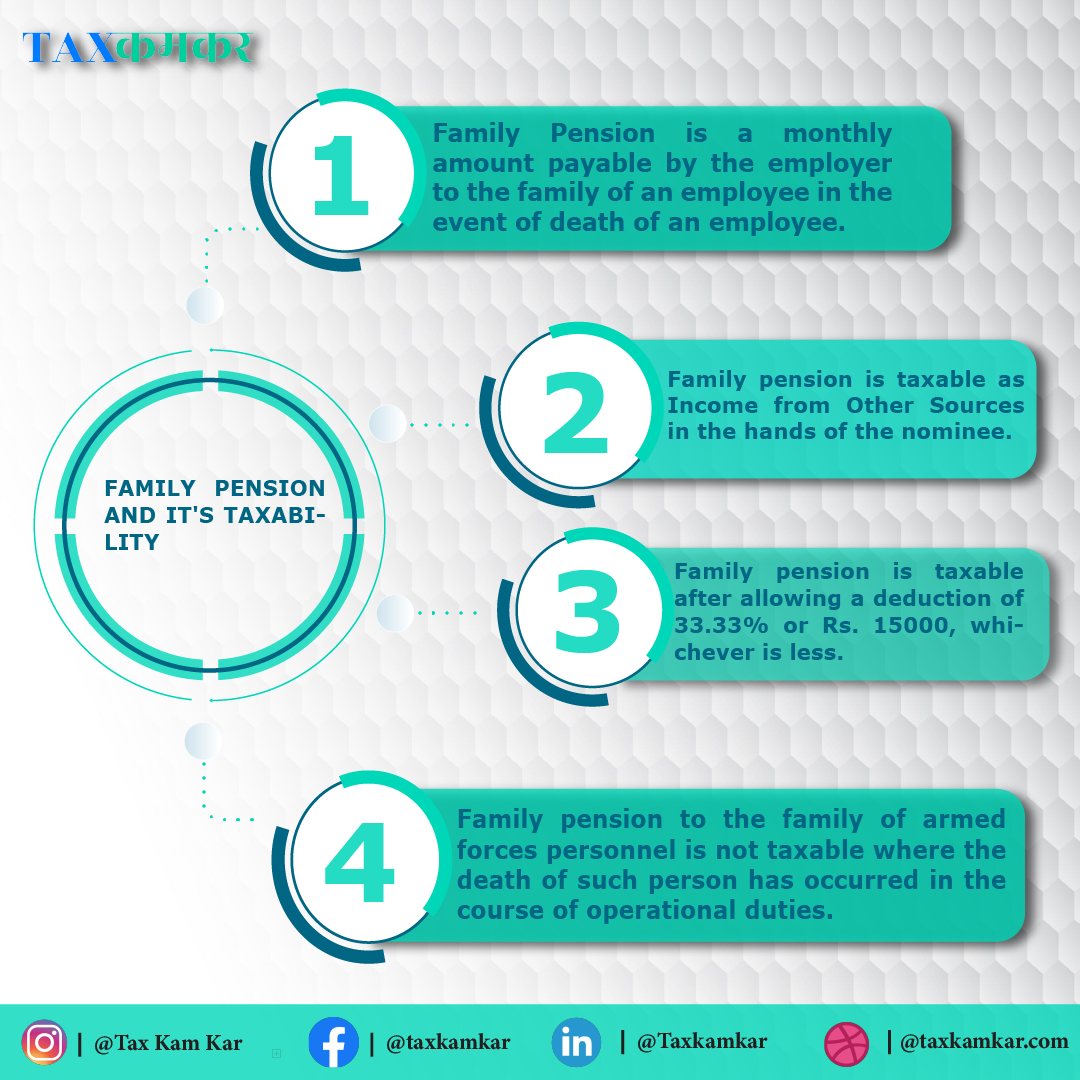 TAXकमकर
1
Family Pension is a monthly
amount payable by the employer
to the family of an employee in the
event of death of an employee.
2
Family pension is taxable as
Income from Other Sources
in the hands of the nominee.
FAMILY PENSION
AND IT'S TAXABI-
LITY
3
Family pension is taxable
after allowing a deduction of
33.33% or Rs. 15000, whi-
chever is less.
4
Family pension to the family of armed
forces personnel is not taxable where the
death of such person has occurred in the
course of operational duties.
| @Tax Kam Kar | @taxkamkar | @Taxkamkar | @taxkamkar.com